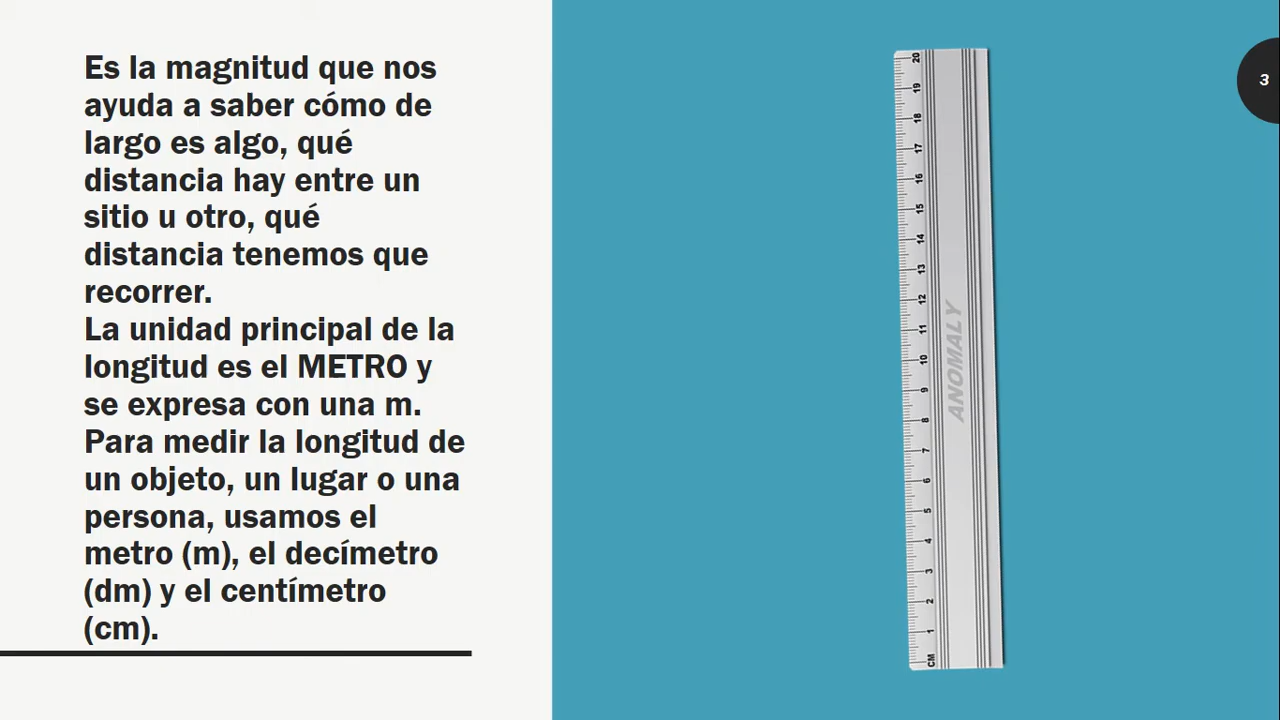 Es la magnitud que nos
ayuda a saber cómo de
largo es algo, qué
distancia hay entre un
sitio u otro, qué
distancia tenemos que
recorrer.
La unidad principal de la
longitud es el METRO y
se expresa con una m.
Para medir la longitud de
un objeto, un lugar o una
persona, usamos el
metro (m), el decímetro
(dm) y el centímetro
(cm).
3
20
19
18
17
16
15
14
13
12
11
10
9
8
7
6
5
4
3
2
1
CM
ANOMALY